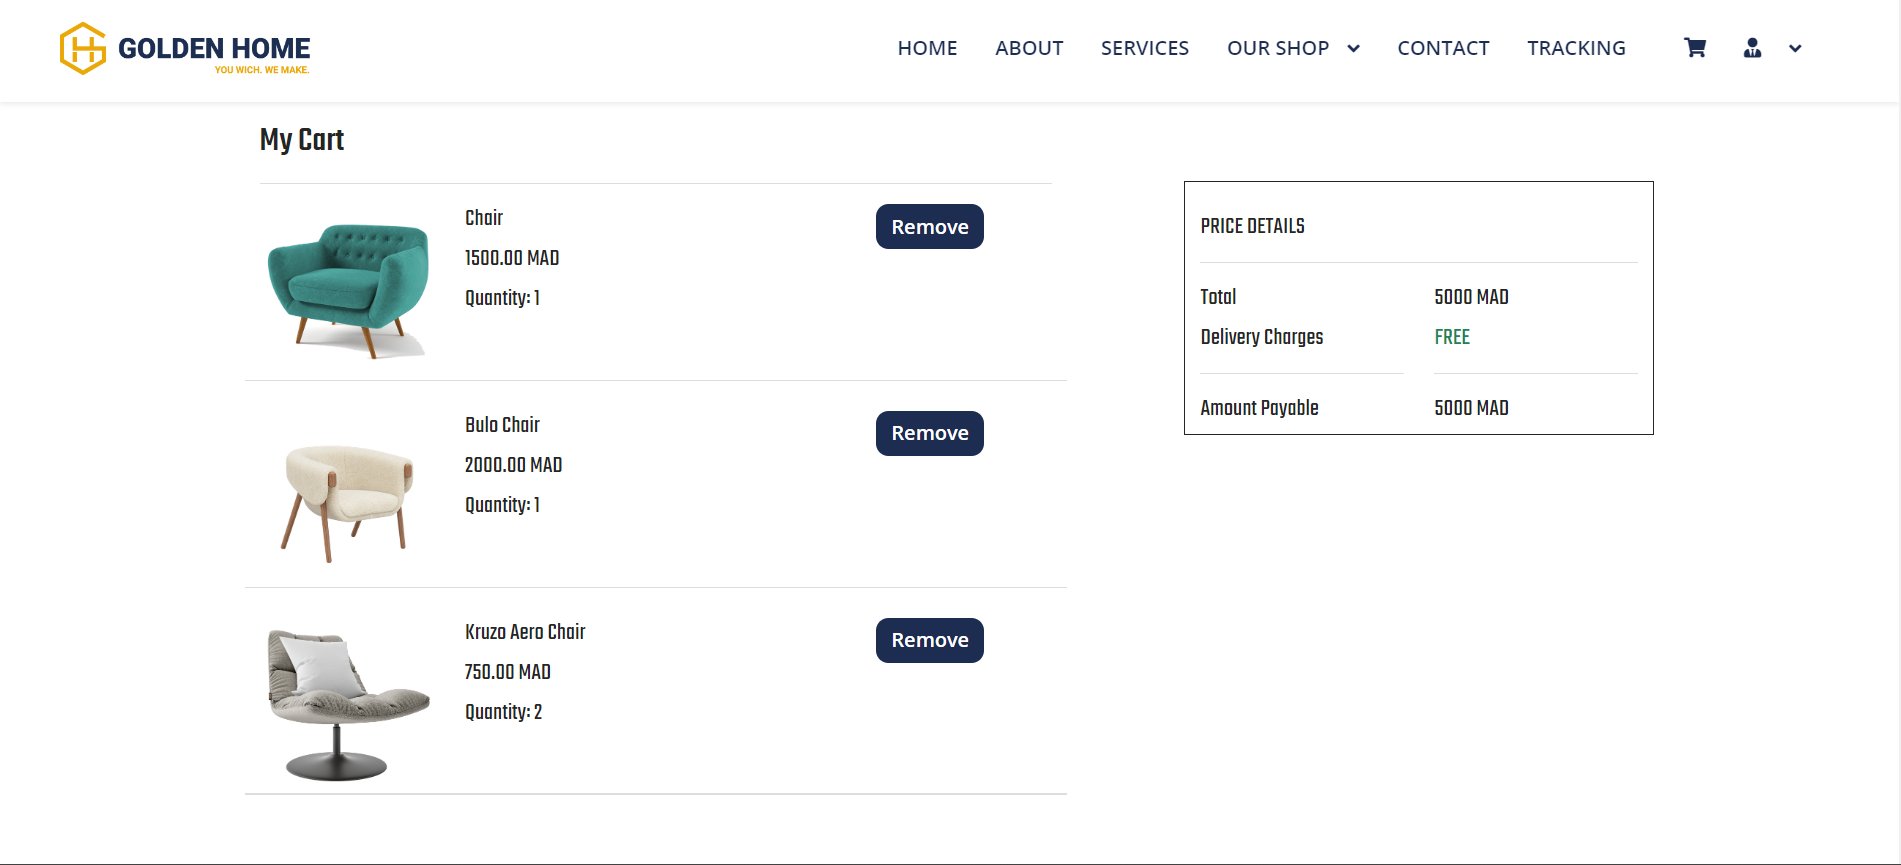 GOLDEN HOME
YOU WICH. WE MAKE.
HOME ABOUT SERVICES OUR SHOP CONTACT TRACKING
My Cart
Chair
1500.00 MAD
Quantity: 1
Remove
Bulo Chair
2000.00 MAD
Quantity: 1
Remove
Kruzo Aero Chair
750.00 MAD
Quantity: 2
Remove
PRICE DETAILS
Total 5000 MAD
Delivery Charges FREE
Amount Payable 5000 MAD